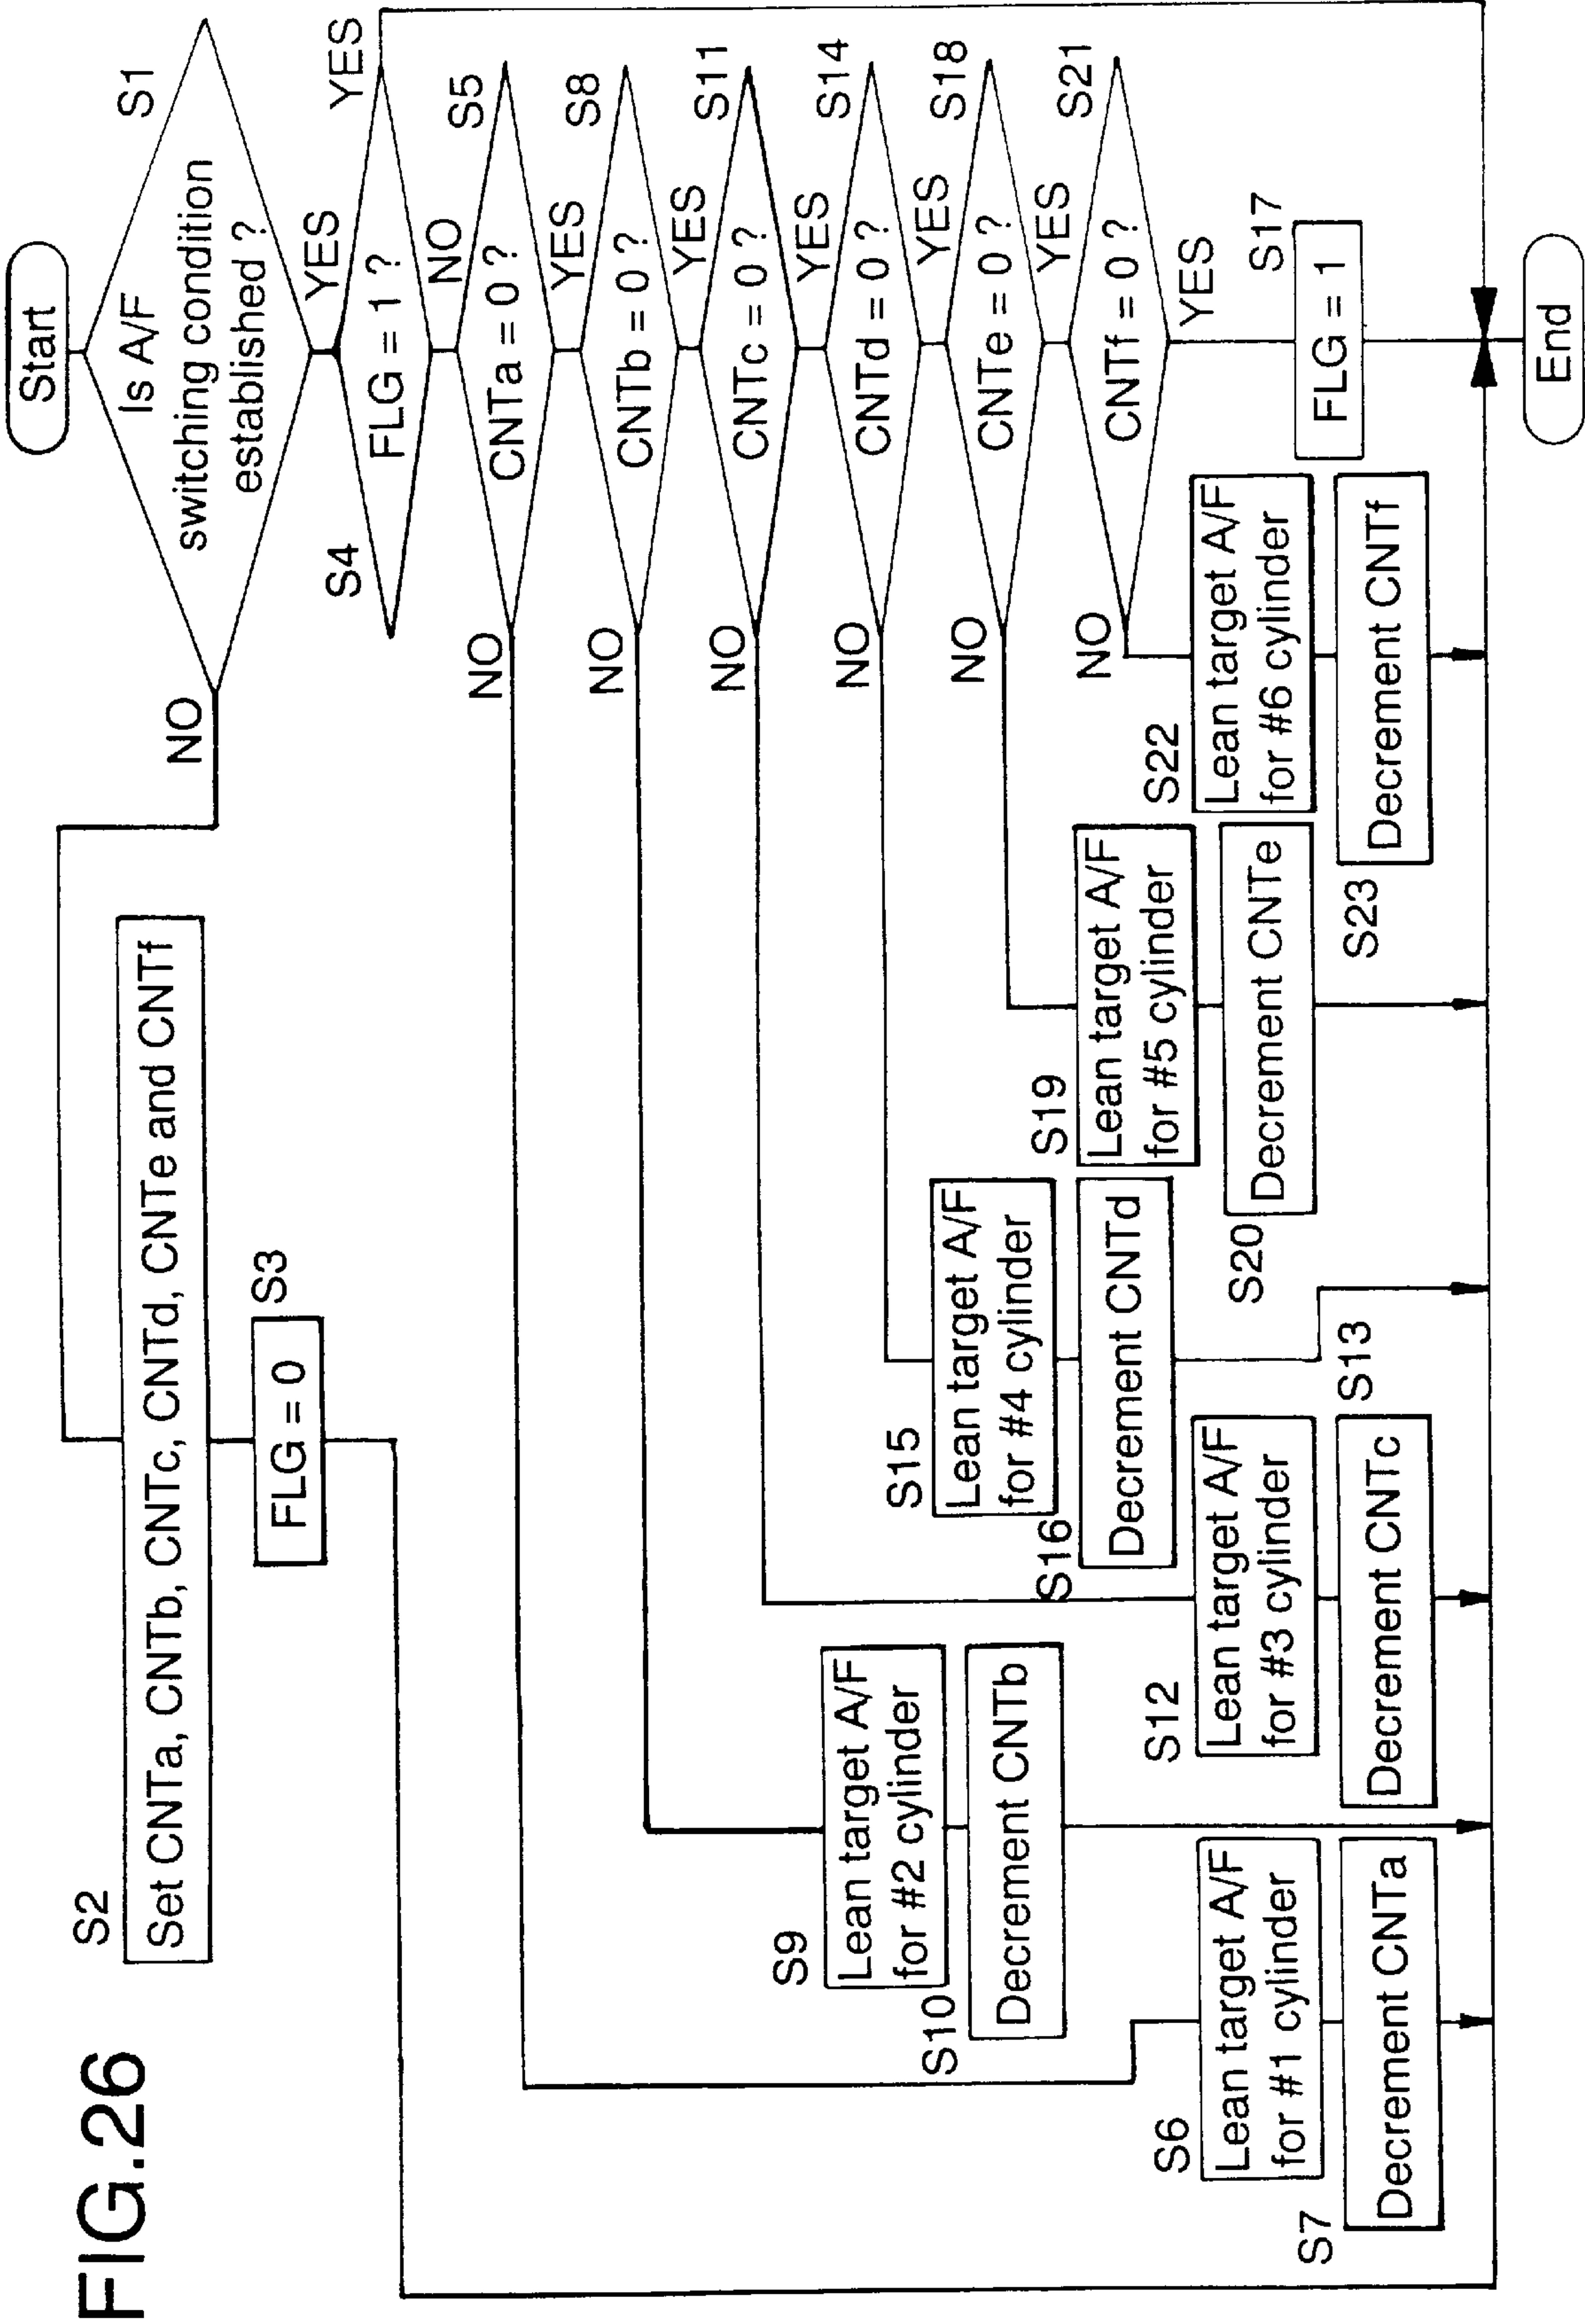 FIG.26
Start
S1
Is A/F
switching condition
established ?
NO
YES
S2
Set CNTa, CNTb, CNTc, CNTd, CNTe and CNTf
S3
FLG = 0
S4
FLG = 1 ?
YES
NO
S5
CNTa = 0 ?
NO
YES
S8
CNTb = 0 ?
NO
YES
S11
CNTc = 0 ?
NO
YES
S14
CNTd = 0 ?
NO
YES
S18
CNTe = 0 ?
NO
YES
S21
CNTf = 0 ?
NO
YES
S6
Lean target A/F
for #1 cylinder
S7
Decrement CNTa
S9
Lean target A/F
for #2 cylinder
S10
Decrement CNTb
S12
Lean target A/F
for #3 cylinder
S13
Decrement CNTc
S15
Lean target A/F
for #4 cylinder
S16
Decrement CNTd
S19
Lean target A/F
for #5 cylinder
S20
Decrement CNTe
S22
Lean target A/F
for #6 cylinder
S23
Decrement CNTf
S17
FLG = 1
End